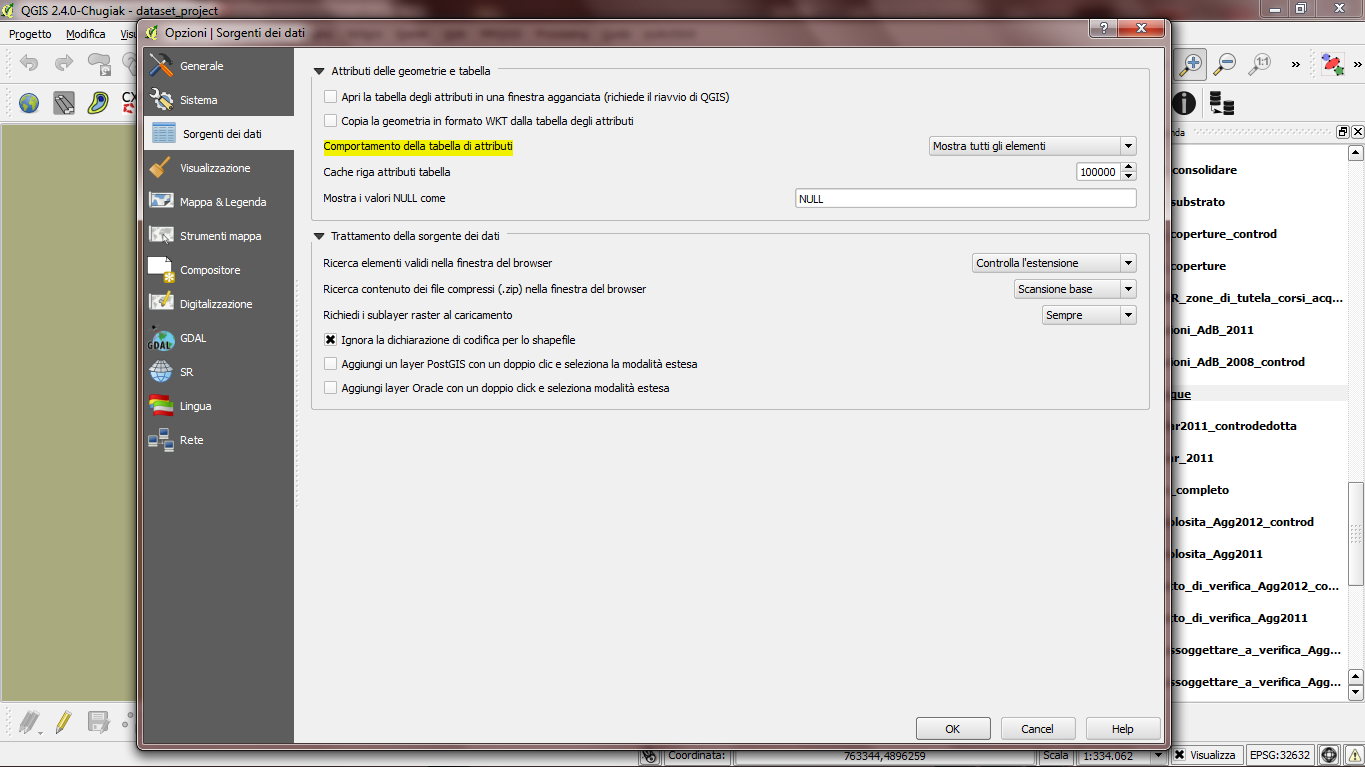 QGIS 2.4.0-Chugiak - dataset_project
Progetto Modifica
Opzioni | Sorgenti dei dati
?
Generale
Sistema
Sorgenti dei dati
Visualizzazione
Mappa & Legenda
Strumenti mappa
Compositore
Digitalizzazione
GDAL
SR
Lingua
Rete
Attributi delle geometrie e tabella
Apri la tabella degli attributi in una finestra agganciata (richiede il riavvio di QGIS)
Copia la geometria in formato WKT dalla tabella degli attributi
Comportamento della tabella di attributi Mostra tutti gli elementi
Cache riga attributi tabella 100000
Mostra i valori NULL come NULL
Trattamento della sorgente dei dati
Ricerca elementi validi nella finestra del browser Controlla l'estensione
Ricerca contenuto dei file compressi (.zip) nella finestra del browser Scansione base
Richiedi i sublayer raster al caricamento Sempre
Ignora la dichiarazione di codifica per lo shapefile
Aggiungi un layer PostGIS con un doppio clic e seleziona la modalità estesa
Aggiungi layer Oracle con un doppio click e seleziona modalità estesa
OK Cancel Help
1:1
»
»
nda
consolidare
substrato
coperture_controd
coperture
R_zone_di_tutela_corsi_acq...
ioni_AdB_2011
ioni_AdB_2008_controd
que
ar2011_controdedotta
ar_2011
_completo
olosita_Agg2012_controd
olosita_Agg2011
to_di_verifica_Agg2012_co...
to_di_verifica_Agg2011
ssoggettare_a_verifica_Agg...
ssoggettare_a_verifica_Agg...
Coordinata: 763344,4896259 Scala 1:334.062 Visualizza EPSG:32632